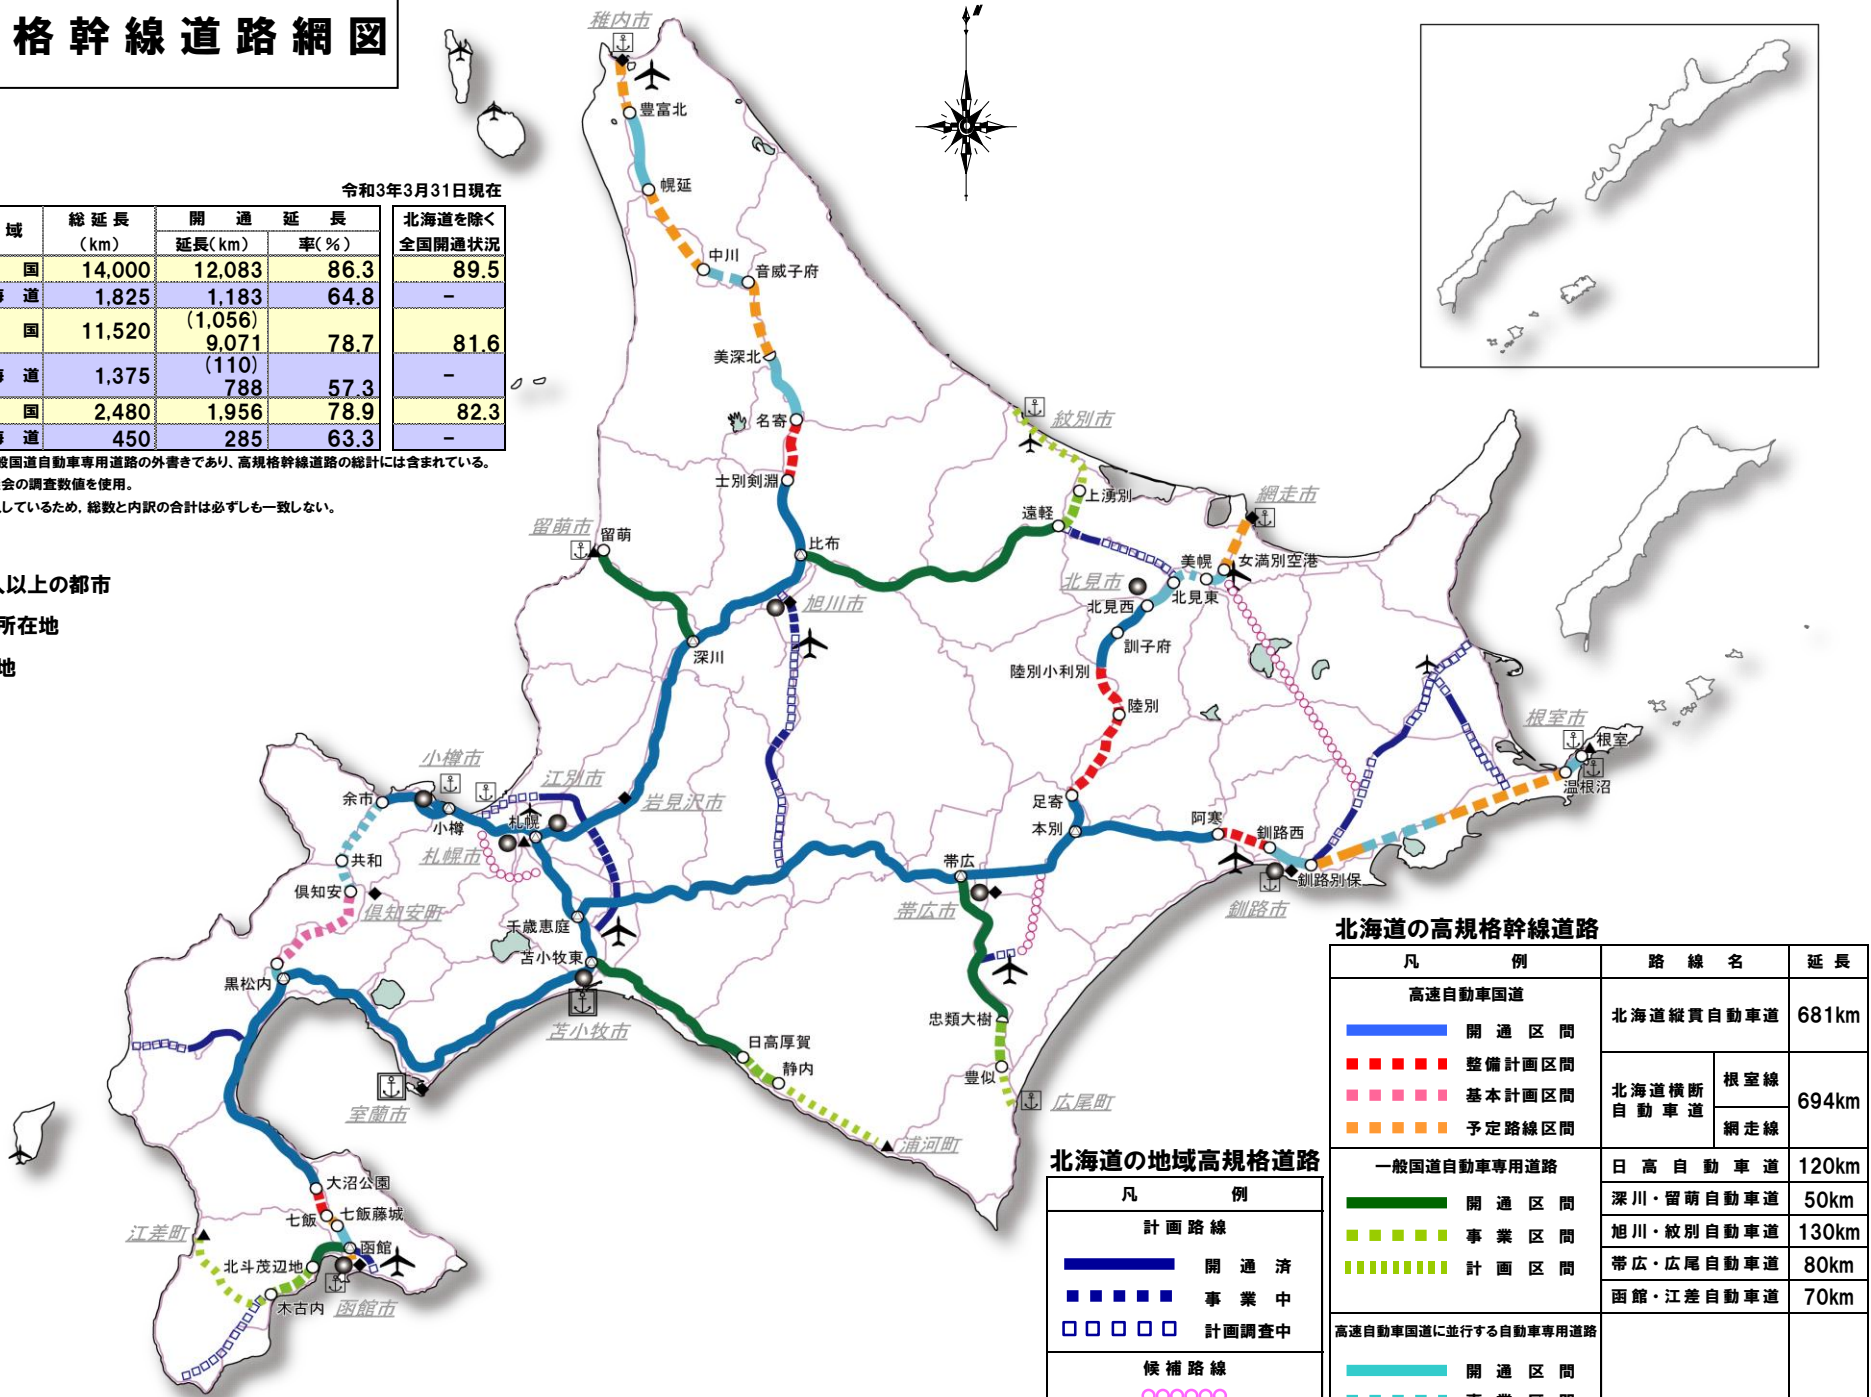 格幹線道路網図
令和3年3月31日現在
域 総延長 (km) 開通延長 北海道を除く 全国開通状況
延長(km) 率(%)
国 14,000 12,083 86.3 89.5
道 1,825 1,183 64.8 -
国 11,520 (1,056) 9,071 78.7 81.6
道 1,375 (110) 788 57.3 -
国 2,480 1,956 78.9 82.3
道 450 285 63.3 -
般国道自動車専用道路の外書きであり、高規格幹線道路の総計には含まれている。
会の調査数値を使用。
しているため、総数と内訳の合計は必ずしも一致しない。
人以上の都市
所在地
地
稚内市
豊富北
幌延
中川
音威子府
美深北
名寄
士別剣淵
紋別市
上湧別
遠軽
網走市
留萌市
留萌
比布
美幌
女満別空港
北見市
北見東
北見西
旭川市
訓子府
深川
陸別小利別
陸別
根室市
根室
温根沼
小樽市
江別市
岩見沢市
余市
小樽
札幌
札幌市
足寄
本別
阿寒
釧路西
釧路別保
釧路市
共和
倶知安
倶知安町
帯広
帯広市
千歳恵庭
苫小牧東
苫小牧市
黒松内
忠類大樹
日高厚賀
静内
豊似
広尾町
室蘭市
浦河町
大沼公園
七飯
七飯藤城
江差町
函館
北斗茂辺地
木古内
函館市
北海道の地域高規格道路
凡例
計画路線
開通済
事業中
計画調査中
候補路線
北海道の高規格幹線道路
凡例 路線名 延長
高速自動車国道
開通区間
整備計画区間
基本計画区間
予定路線区間
北海道縦貫自動車道 681km
北海道横断自動車道 根室線 網走線 694km
一般国道自動車専用道路
開通区間
事業区間
計画区間
日高自動車道 120km
深川・留萌自動車道 50km
旭川・紋別自動車道 130km
帯広・広尾自動車道 80km
函館・江差自動車道 70km
高速自動車国道に並行する自動車専用道路
開通区間